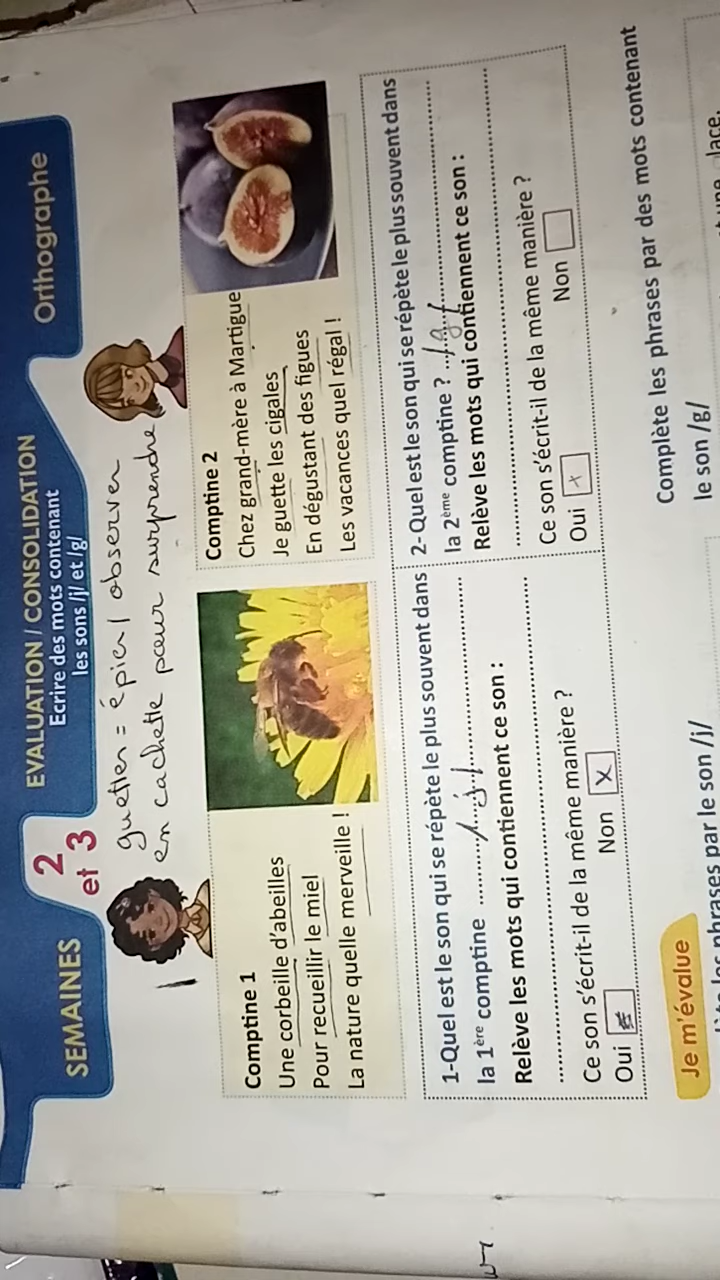 SEMAINES 2 et 3
EVALUATION / CONSOLIDATION
Ecrire des mots contenant
les sons /j/ et /g/
Orthographe
guetter = épier / observer
en cachette pour surprendre
Comptine 1
Une corbeille d'abeilles
Pour recueillir le miel
La nature quelle merveille !
Comptine 2
Chez grand-mère à Martigue
Je guette les cigales
En dégustant des figues
Les vacances quel régal !
1-Quel est le son qui se répète le plus souvent dans
la 1ère comptine /j/
Relève les mots qui contiennent ce son :
Ce son s'écrit-il de la même manière ?
Oui Non x
2-Quel est le son qui se répète le plus souvent dans
la 2ème comptine ? /g/
Relève les mots qui contiennent ce son :
Ce son s'écrit-il de la même manière ?
Oui x Non
Je m'évalue
phrases par le son /j/
Complète les phrases par des mots contenant
le son /g/